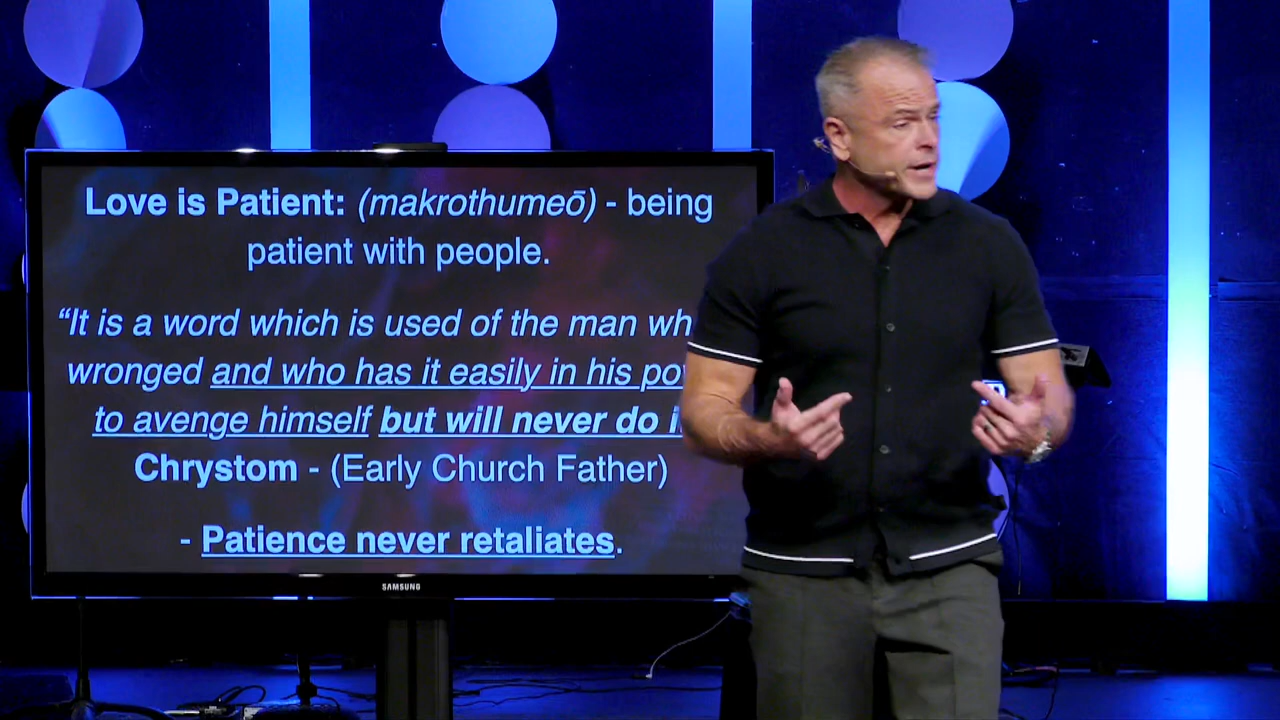 Love is Patient: (makrothumeō) - being
patient with people.
“It is a word which is used of the man
wronged and who has it easily in his
to avenge himself but will never do
Chrystom - (Early Church Father)
- Patience never retaliates.
SAMSUNG